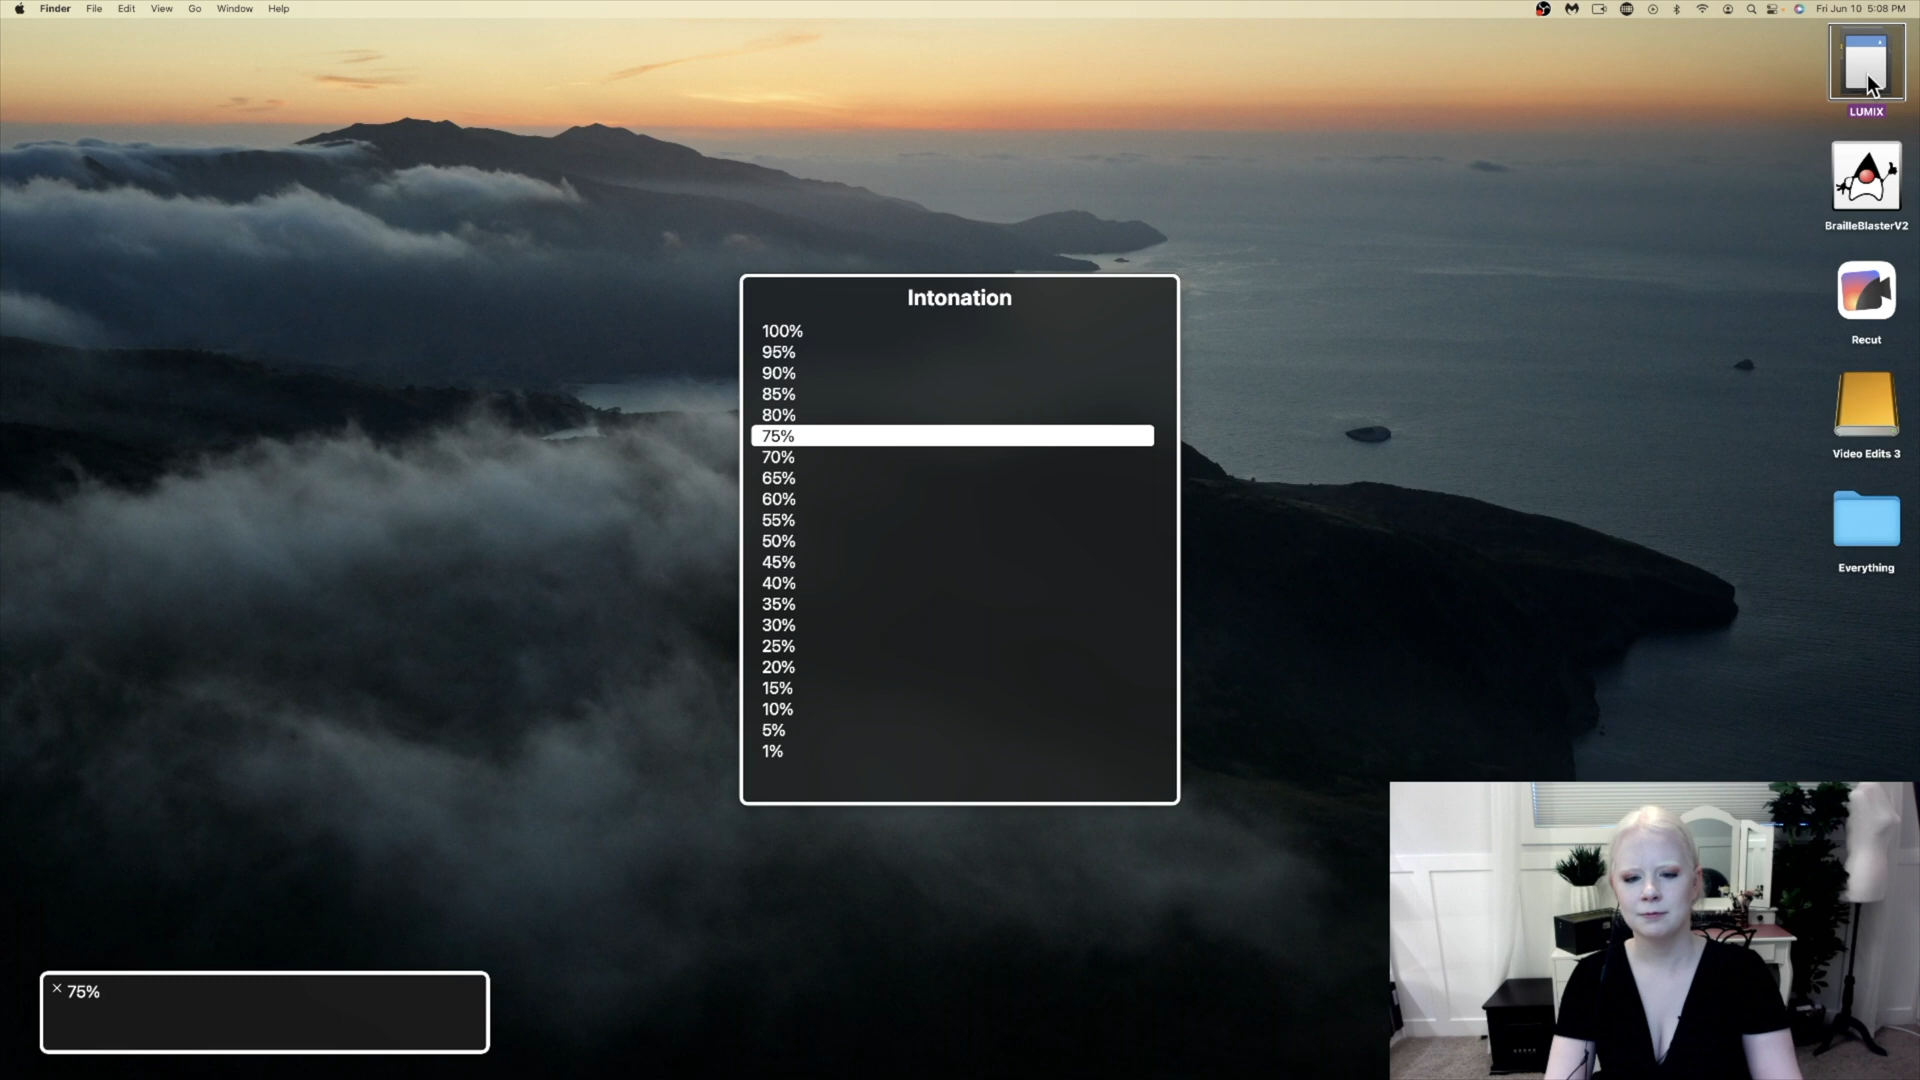 Finder File Edit View Go Window Help
Fri Jun 10 5:08 PM
LUMIX
BrailleBlasterV2
Recut
Video Edits 3
Everything
Intonation
100%
95%
90%
85%
80%
75%
70%
65%
60%
55%
50%
45%
40%
35%
30%
25%
20%
15%
10%
5%
1%
× 75%